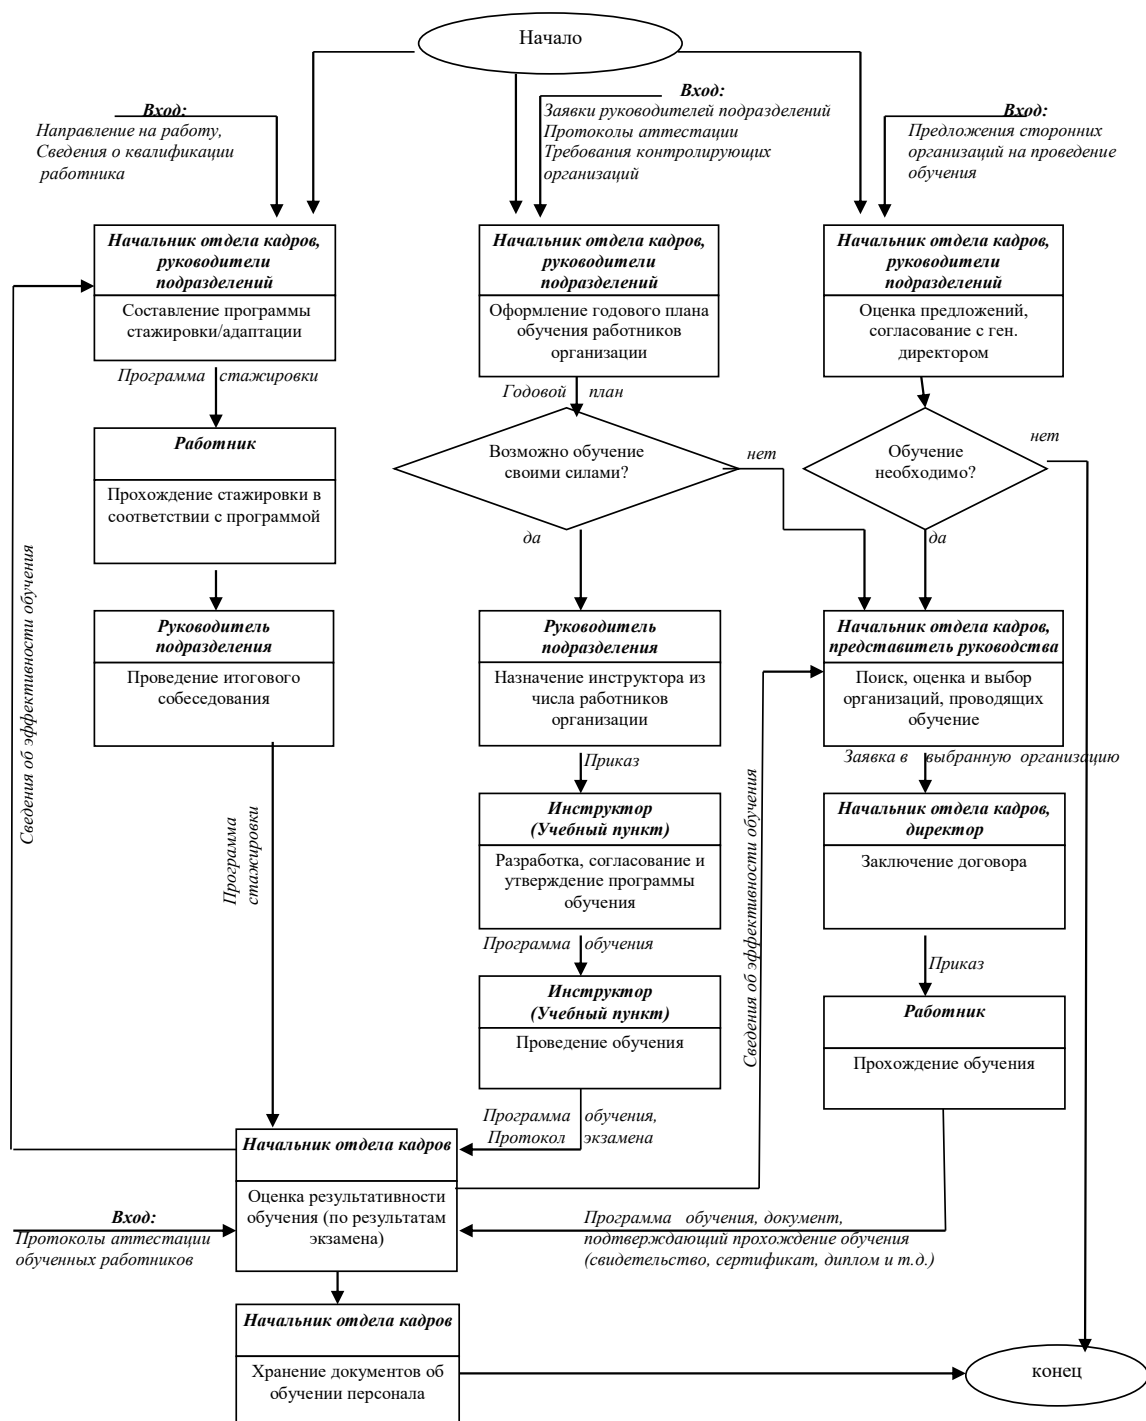 Начало
Вход:
Направление на работу,
Сведения о квалификации
работника
Вход:
Заявки руководителей подразделений
Протоколы аттестации
Требования контролирующих
организаций
Вход:
Предложения сторонних
организаций на проведение
обучения
Начальник отдела кадров,
руководители
подразделений
Составление программы
стажировки/адаптации
Начальник отдела кадров,
руководители
подразделений
Оформление годового плана
обучения работников
организации
Начальник отдела кадров,
руководители
подразделений
Оценка предложений,
согласование с ген.
директором
Программа стажировки
Годовой план
Работник
Прохождение стажировки в
соответствии с программой
Возможно обучение
своими силами?
нет
да
Обучение
необходимо?
нет
да
Сведения об эффективности обучения
Руководитель
подразделения
Проведение итогового
собеседования
Руководитель
подразделения
Назначение инструктора из
числа работников
организации
Начальник отдела кадров,
представитель руководства
Поиск, оценка и выбор
организаций, проводящих
обучение
Приказ
Заявка в выбранную организацию
Программа
стажировки
Инструктор
(Учебный пункт)
Разработка, согласование и
утверждение программы
обучения
Сведения об эффективности обучения
Начальник отдела кадров,
директор
Заключение договора
Программа обучения
Приказ
Инструктор
(Учебный пункт)
Проведение обучения
Работник
Прохождение обучения
Программа обучения,
Протокол экзамена
Начальник отдела кадров
Оценка результативности
обучения (по результатам
экзамена)
Вход:
Протоколы аттестации
обученных работников
Программа обучения, документ,
подтверждающий прохождение обучения
(свидетельство, сертификат, диплом и т.д.)
Начальник отдела кадров
Хранение документов об
обучении персонала
конец